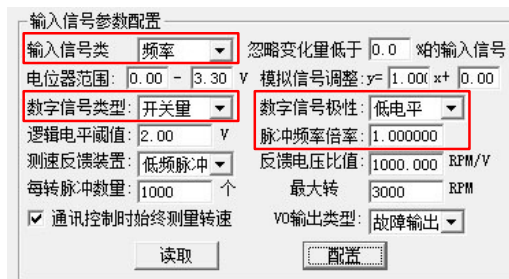 输入信号参数配置
输入信号类 频率 忽略变化量低于 0.0 %的输入信号
电位器范围: 0.00 - 3.30 V 模拟信号调整:y= 1.00( x+ 0.00
数字信号类型: 开关量 数字信号极性: 低电平
逻辑电平阈值: 2.00 V 脉冲频率倍率: 1.000000
测速反馈装置: 低频脉冲 反馈电压比值: 1000.000 RPM/V
每转脉冲数量: 1000 个 最大转 3000 RPM
通讯控制时始终测量转速 VO输出类型: 故障输出
读取 配置